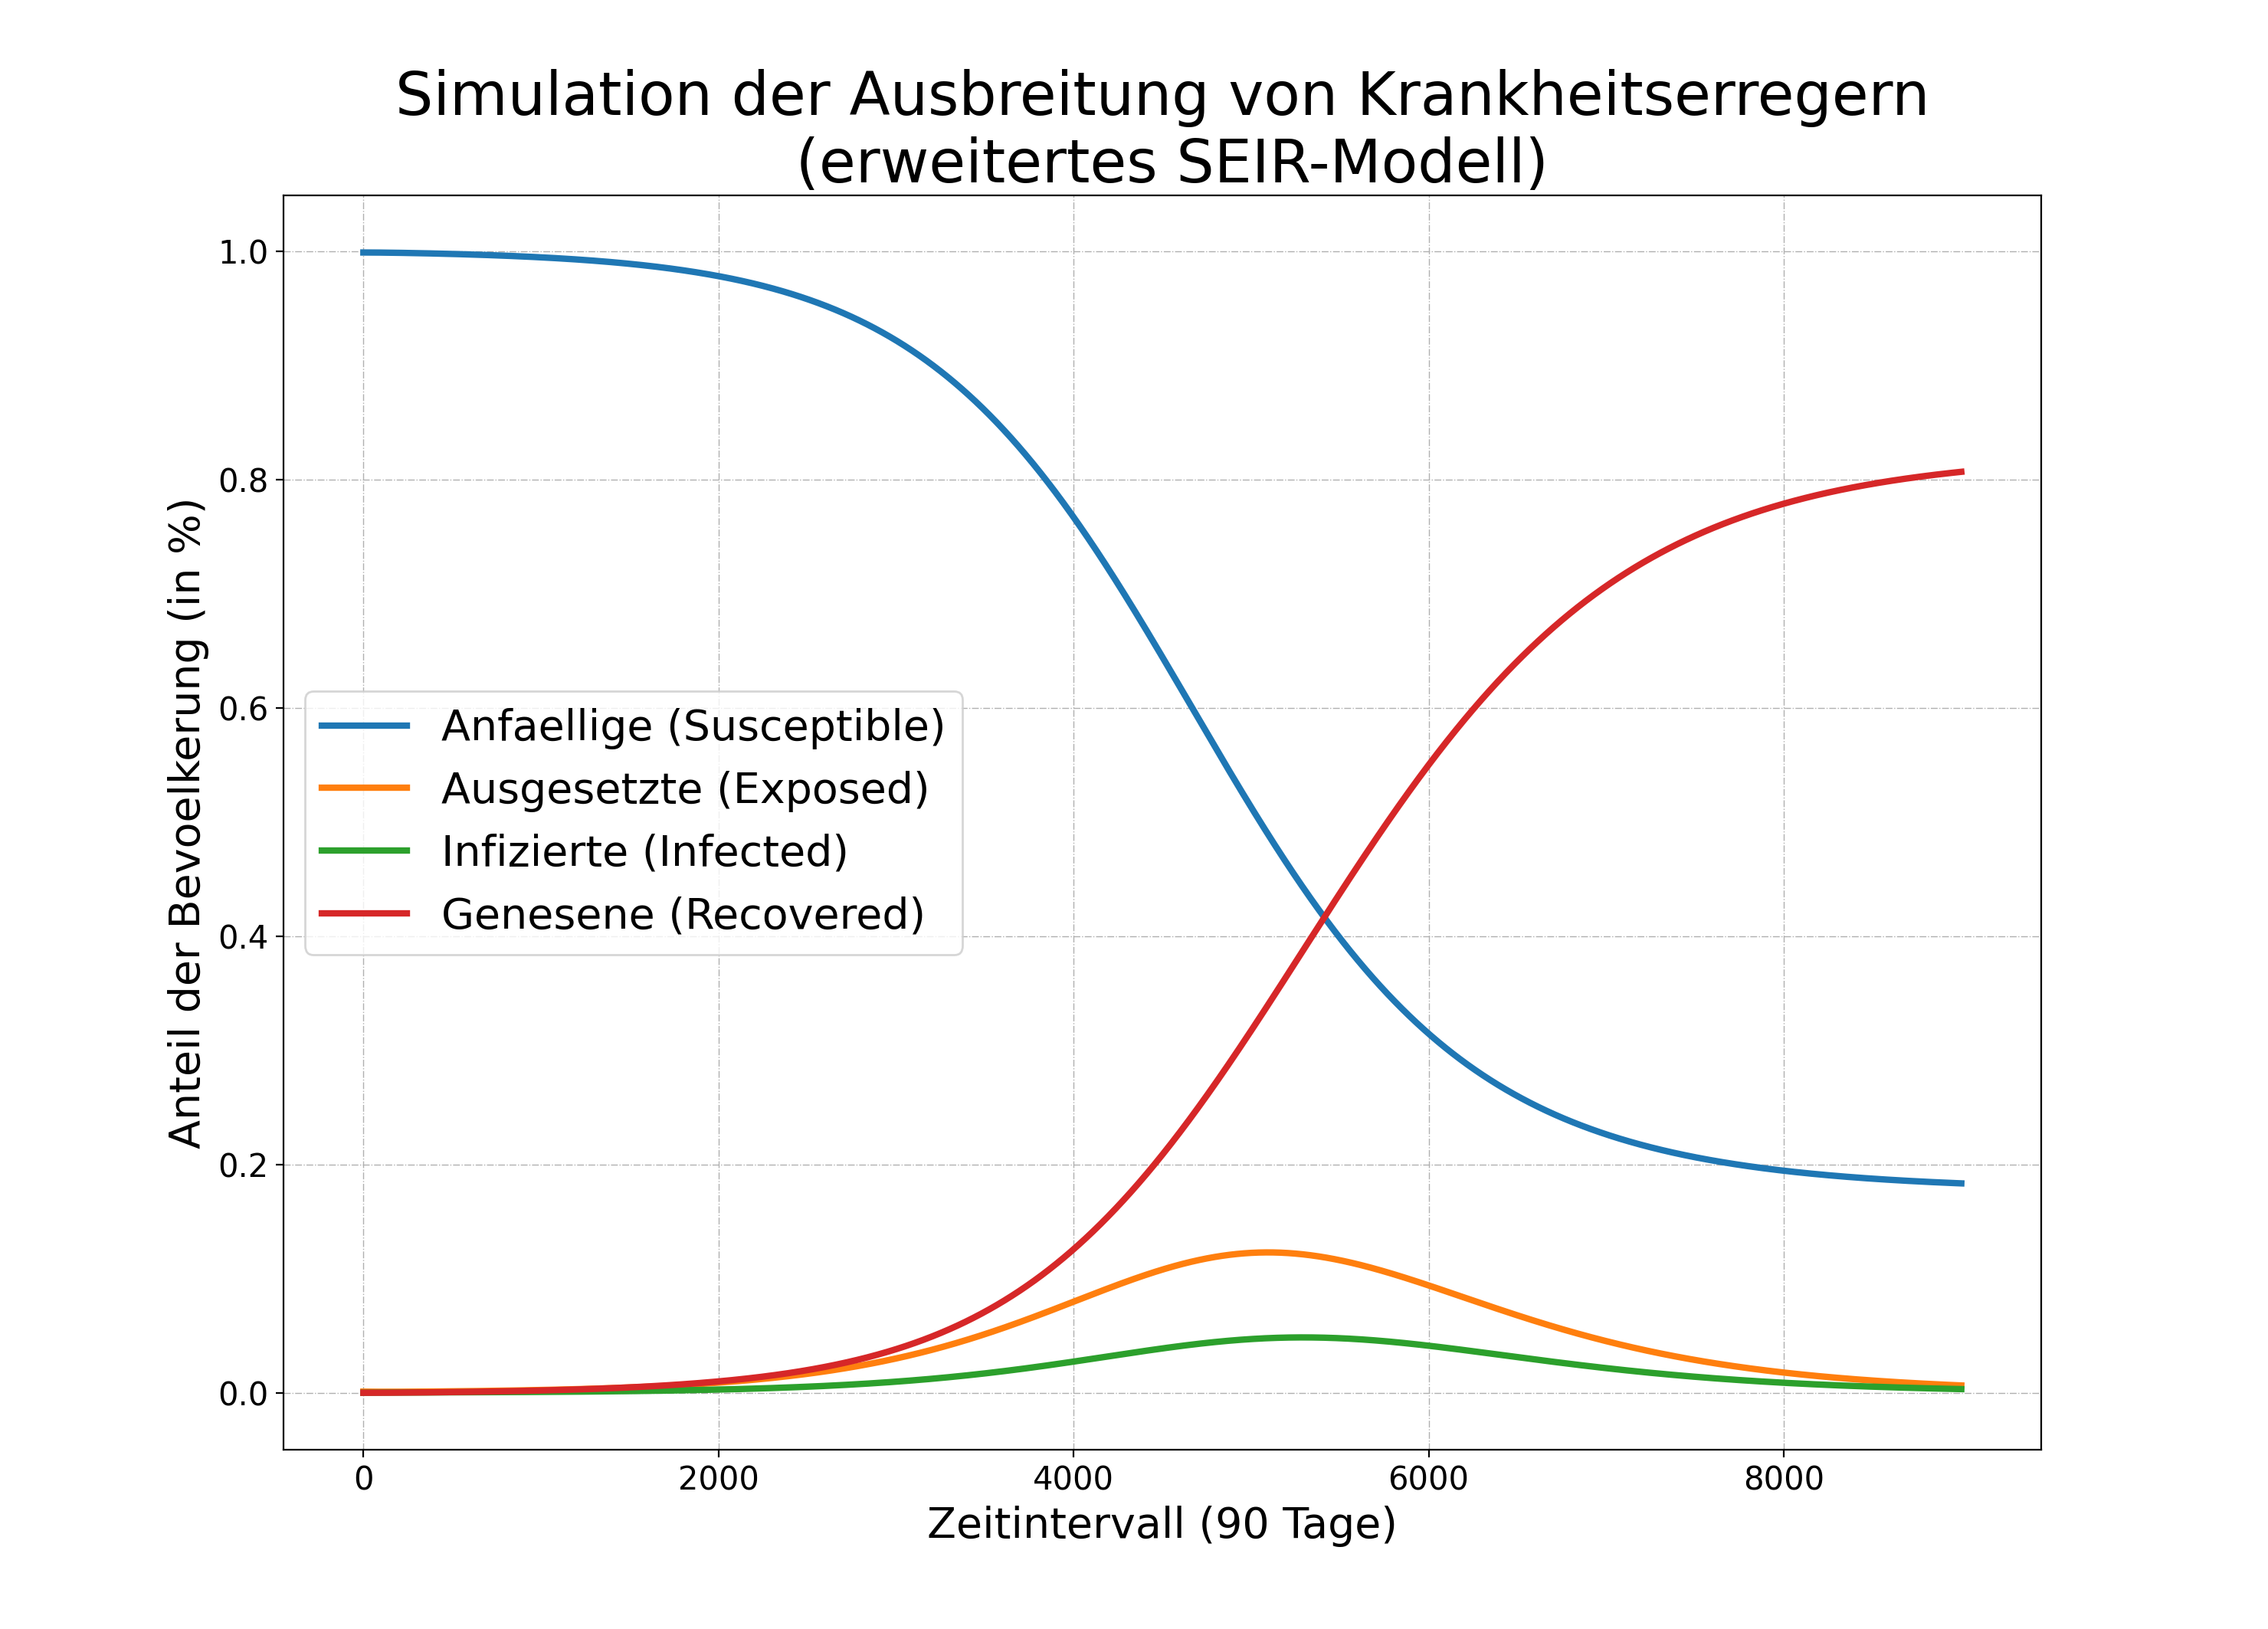 Simulation der Ausbreitung von Krankheitserregern
(erweitertes SEIR-Modell)
Anteil der Bevoelkerung (in %)
1.0
0.8
0.6
0.4
0.2
0.0
Anfaellige (Susceptible)
Ausgesetzte (Exposed)
Infizierte (Infected)
Genesene (Recovered)
0 2000 4000 6000 8000
Zeitintervall (90 Tage)